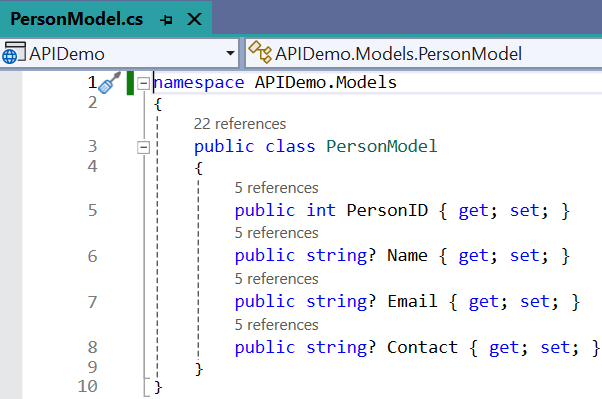 PersonModel.cs
APIDemo APIDemo.Models.PersonModel
1 namespace APIDemo.Models
2 {
22 references
3 public class PersonModel
4 {
5 references
5 public int PersonID { get; set; }
5 references
6 public string? Name { get; set; }
5 references
7 public string? Email { get; set; }
5 references
8 public string? Contact { get; set; }
9 }
10 }